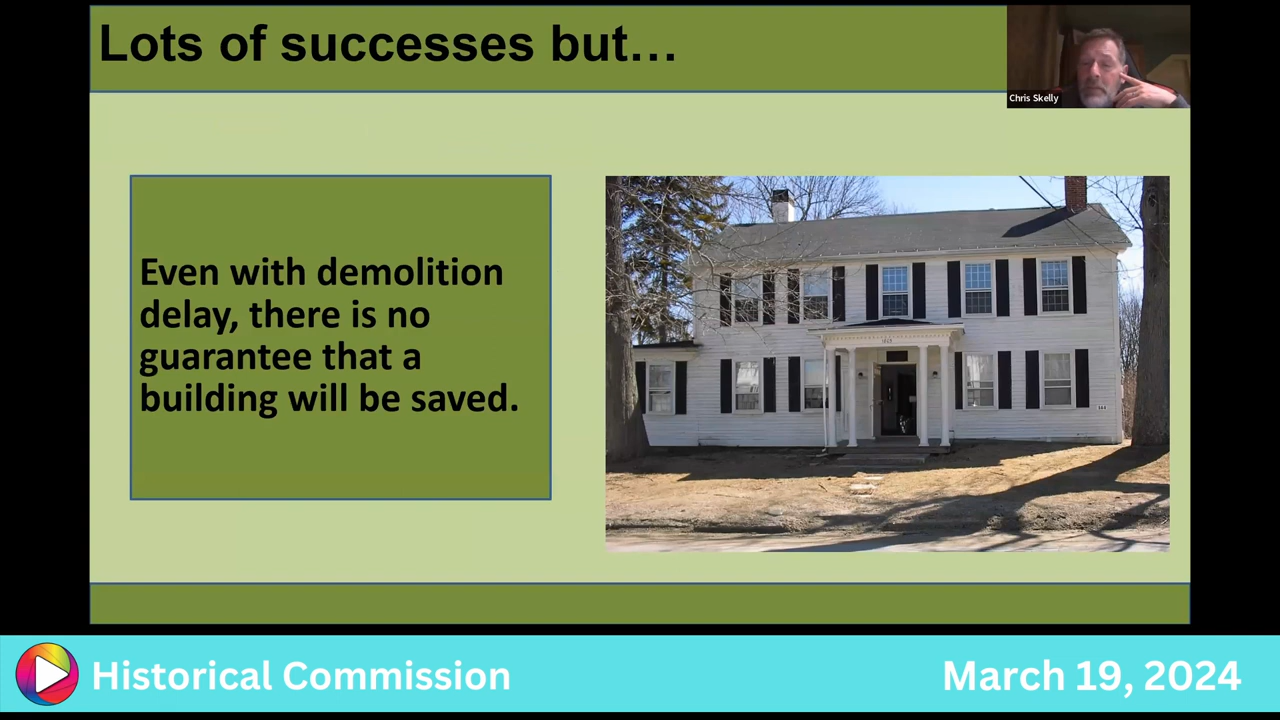 Lots of successes but…
Chris Skelly
Even with demolition
delay, there is no
guarantee that a
building will be saved.
Historical Commission
March 19, 2024